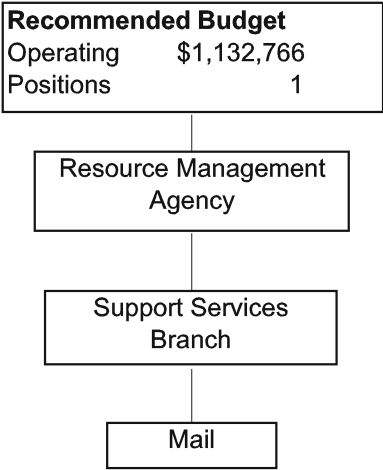 Recommended Budget
Operating $1,132,766
Positions 1
Resource Management
Agency
Support Services
Branch
Mail